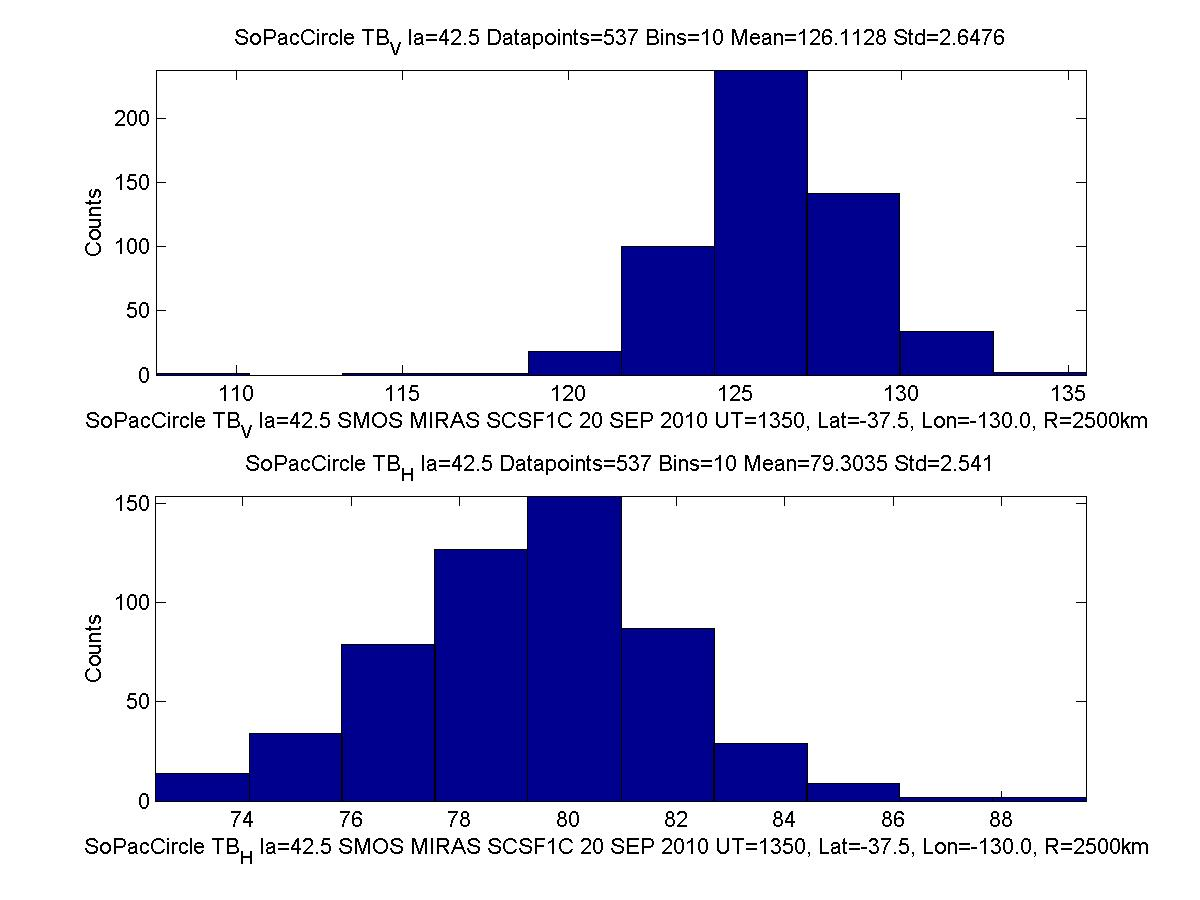 SoPacCircle TB_V Ia=42.5 Datapoints=537 Bins=10 Mean=126.1128 Std=2.6476
200
150
100
50
0
Counts
110 115 120 125 130 135
SoPacCircle TB_V Ia=42.5 SMOS MIRAS SCSF1C 20 SEP 2010 UT=1350, Lat=-37.5, Lon=-130.0, R=2500km
SoPacCircle TB_H Ia=42.5 Datapoints=537 Bins=10 Mean=79.3035 Std=2.541
150
100
50
0
Counts
74 76 78 80 82 84 86 88
SoPacCircle TB_H Ia=42.5 SMOS MIRAS SCSF1C 20 SEP 2010 UT=1350, Lat=-37.5, Lon=-130.0, R=2500km